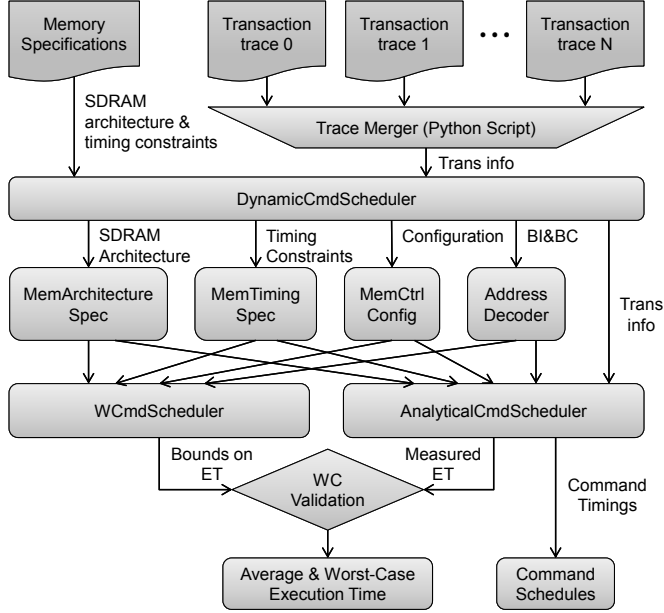 Memory
Specifications
Transaction
trace 0
Transaction
trace 1
...
Transaction
trace N
SDRAM
architecture &
timing constraints
Trace Merger (Python Script)
Trans info
DynamicCmdScheduler
SDRAM
Architecture
Timing
Constraints
Configuration
BI&BC
MemArchitecture
Spec
MemTiming
Spec
MemCtrl
Config
Address
Decoder
Trans
info
WCmdScheduler
AnalyticalCmdScheduler
Bounds on
ET
WC
Validation
Measured
ET
Command
Timings
Average & Worst-Case
Execution Time
Command
Schedules